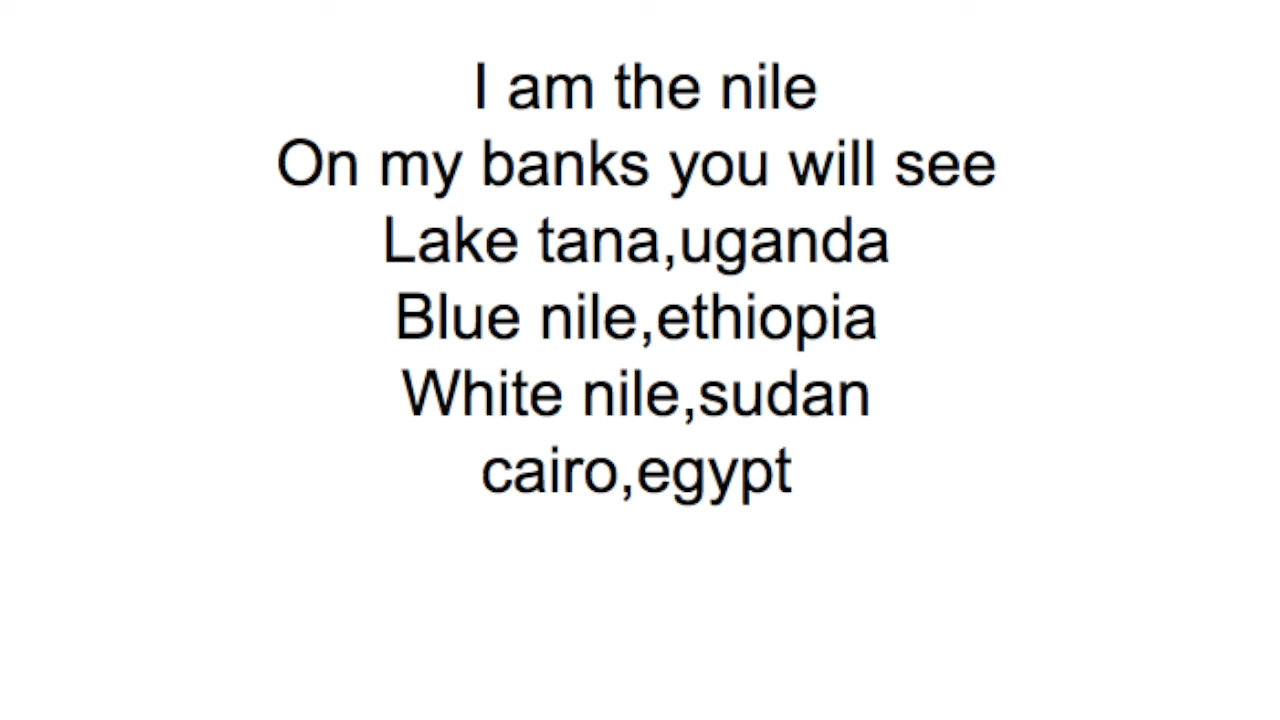 I am the nile
On my banks you will see
Lake tana,uganda
Blue nile,ethiopia
White nile,sudan
cairo,egypt